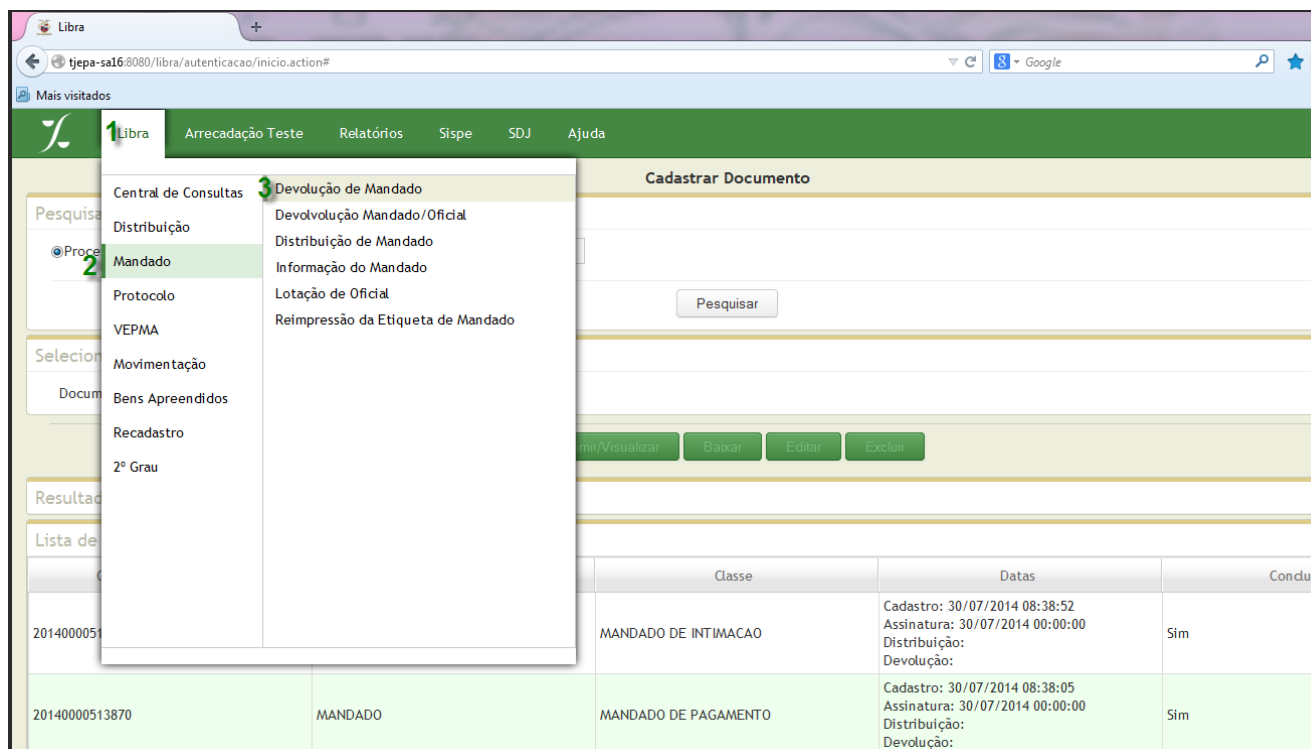 Libra
+
tjepa-sa16:8080/libra/autenticacao/inicio.action#
8 Google
Mais visitados
1 Libra Arrecadação Teste Relatórios Sispe SDJ Ajuda
Cadastrar Documento
Pesquisa
Proce
Pesquisar
Selecion
Docum
Central de Consultas
Distribuição
2 Mandado
Protocolo
VEPMA
Movimentação
Bens Apreendidos
Recadastro
2º Grau
3 Devolução de Mandado
Devolvolução Mandado/Oficial
Distribuição de Mandado
Informação do Mandado
Lotação de Oficial
Reimpressão da Etiqueta de Mandado
mir/Visualizar Baixar Editar Excluir
Resultad
Lista de
Classe Datas Conclu
2014000051 MANDADO DE INTIMACAO Sim
Cadastro: 30/07/2014 08:38:52
Assinatura: 30/07/2014 00:00:00
Distribuição:
Devolução:
20140000513870 MANDADO MANDADO DE PAGAMENTO Sim
Cadastro: 30/07/2014 08:38:05
Assinatura: 30/07/2014 00:00:00
Distribuição:
Devolução: